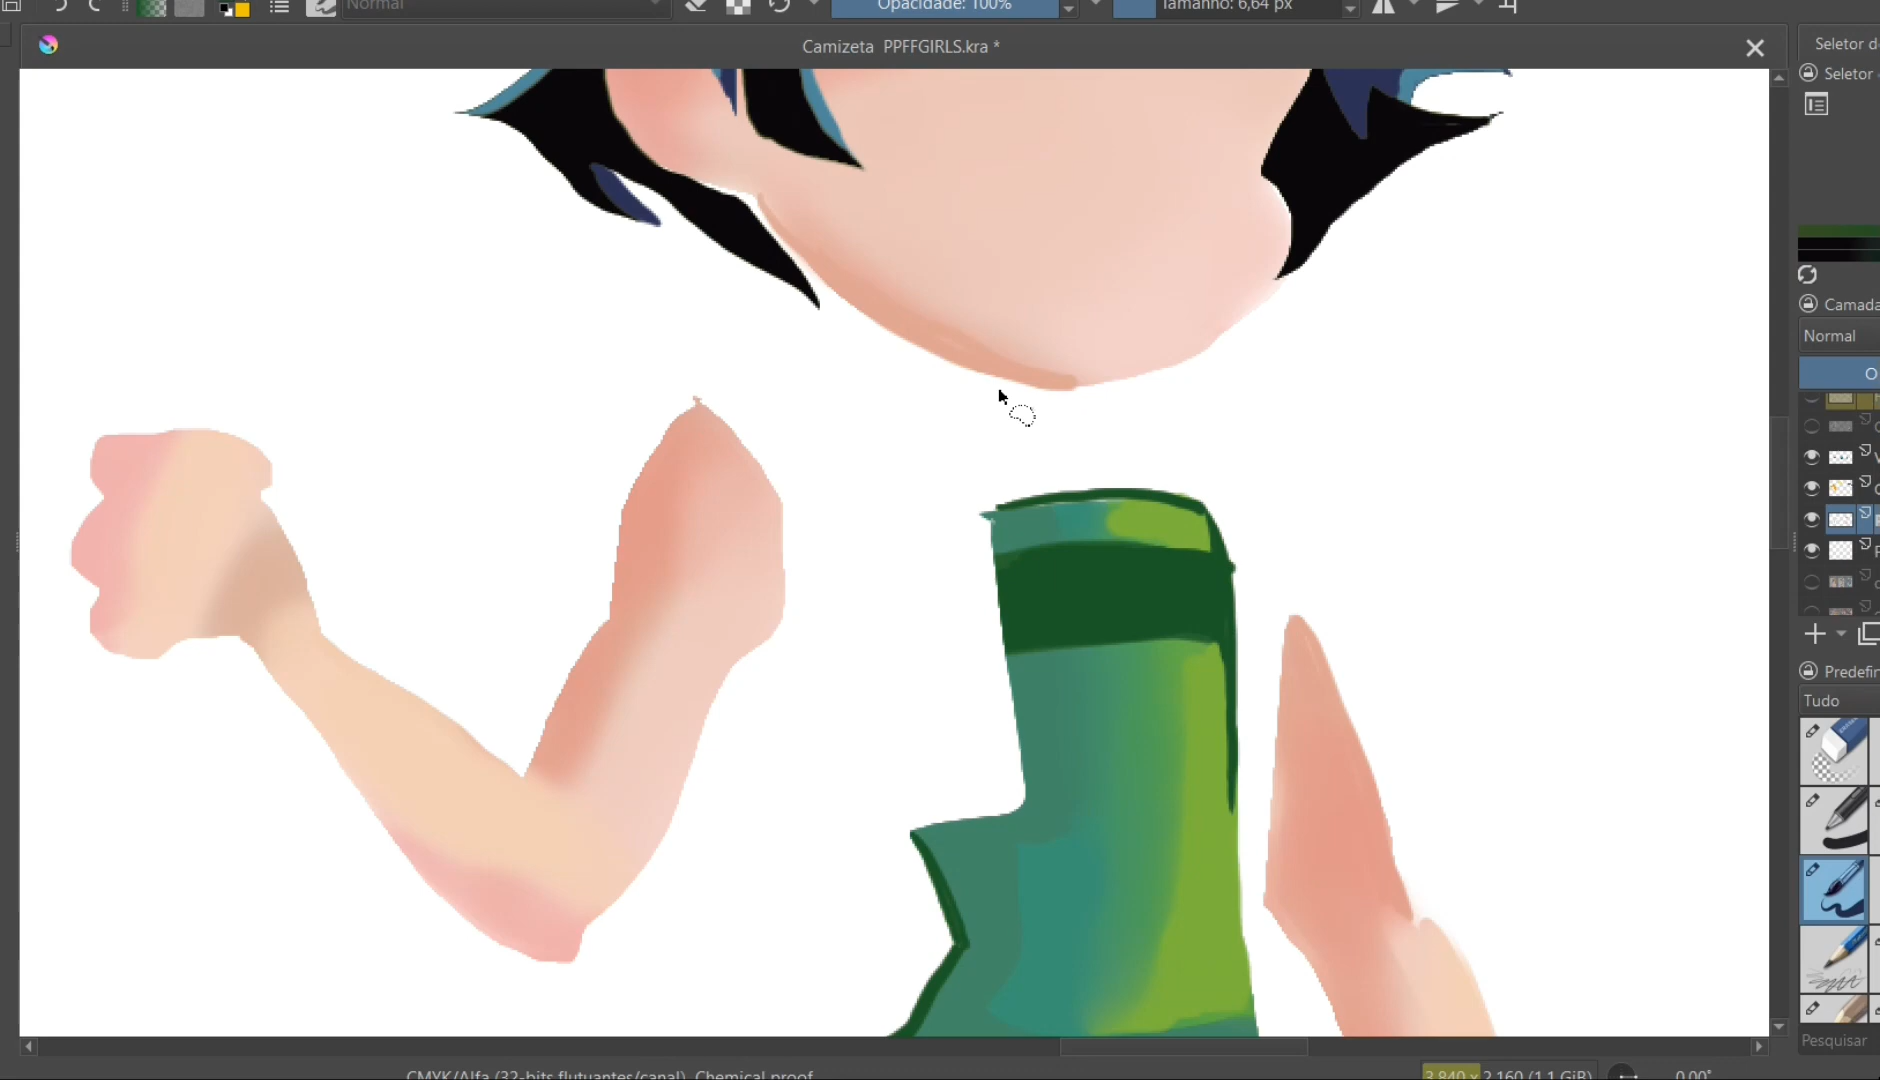 Normal
Opacidade: 100%
Tamanho: 6,64 px
Camizeta PPFFGIRLS.kra *
Seletor d
Seletor
Camada
Normal
O
Predefin
Tudo
Pesquisar
CMYK/Alfa (32-bits flutuantes/canal) Chemical proof
3.840 x 2.160 (1,1 GiB)
0,00°